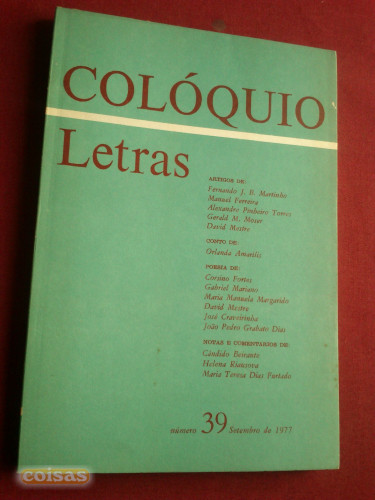 COLÓQUIO
Letras
ARTIGOS DE:
Fernando J. B. Martinho
Manuel Ferreira
Alexandre Pinheiro Torres
Gerald M. Moser
David Mestre
CONTO DE:
Orlanda Amarilis
POESIA DE:
Corsino Fortes
Gabriel Mariano
Maria Manuela Margarido
David Mestre
José Craveirinha
João Pedro Grabato Dias
NOTAS E COMENTÁRIOS DE:
Cândido Beirante
Helena Riausova
Maria Teresa Dias Furtado
número 39 Setembro de 1977
coisas